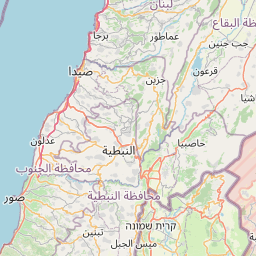 لبنان
محافظة
البقاع
عماطور
برجا
جب جنين
صيدا
جزين
قرعون
عدلون
النبطية
حاصبيا
محافظة الجنوب
محافظة النبطية
صور
קרית שמונה
تبنين
ميس الجبل